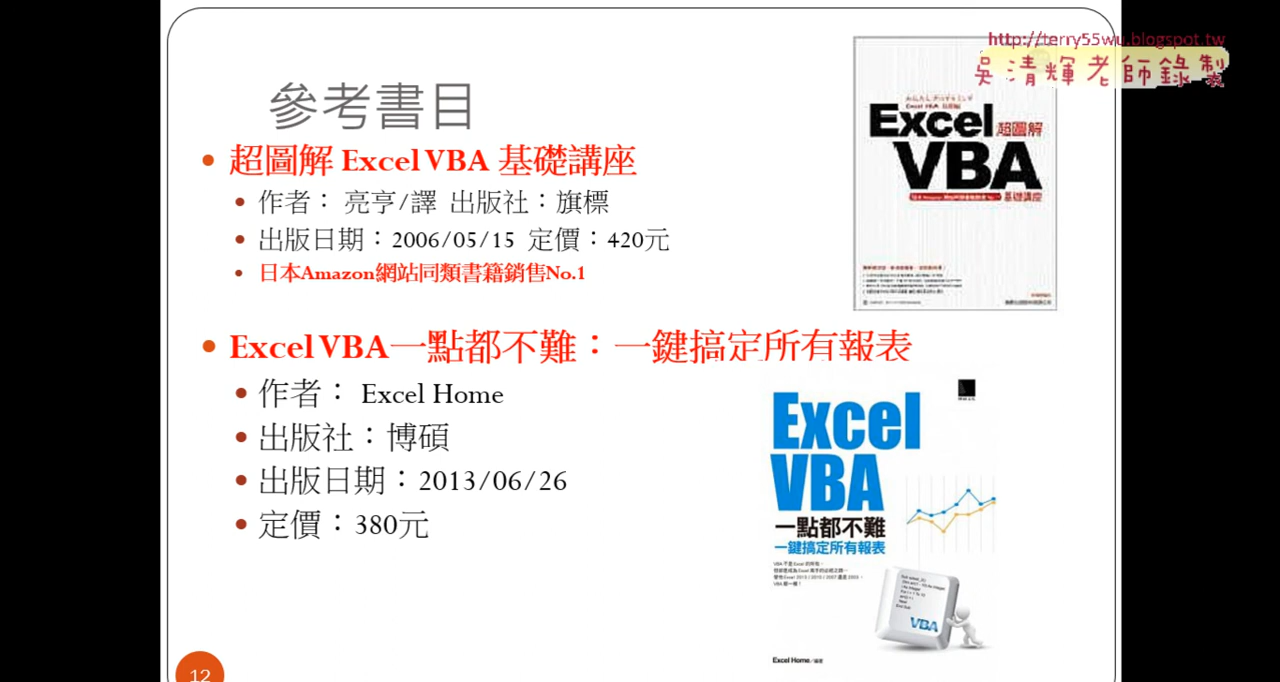 http://terry55wu.blogspot.tw
吳清輝老師錄製
參考書目
超圖解 Excel VBA 基礎講座
作者： 亮亨/譯 出版社：旗標
出版日期：2006/05/15 定價：420元
日本Amazon網站同類書籍銷售No.1
Excel VBA一點都不難：一鍵搞定所有報表
作者： Excel Home
出版社：博碩
出版日期：2013/06/26
定價：380元
12
Excel 超圖解
VBA
基礎講座
Excel
VBA
一點都不難
一鍵搞定所有報表
VBA
Excel Home／編著